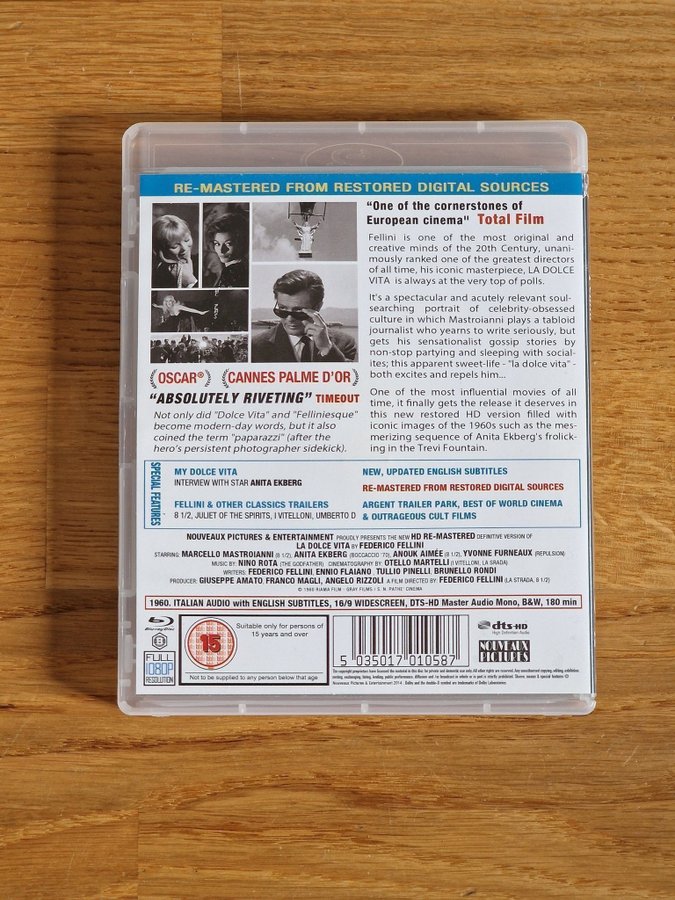 RE-MASTERED FROM RESTORED DIGITAL SOURCES
"One of the cornerstones of
European cinema" Total Film
Fellini is one of the most original and
creative minds of the 20th Century, unani-
mously ranked one of the greatest directors
of all time, his iconic masterpiece, LA DOLCE
VITA is always at the very top of polls.
It's a spectacular and acutely relevant soul-
searching portrait of celebrity-obsessed
culture in which Mastroianni plays a tabloid
journalist who yearns to write seriously, but
gets his sensationalist gossip stories by
non-stop partying and sleeping with social-
ites; this apparent sweet-life - "la dolce vita" -
both excites and repels him...
One of the most influential movies of all
time, it finally gets the release it deserves in
this new restored HD version filled with
iconic images of the 1960s such as the mes-
merizing sequence of Anita Ekberg's frolick-
ing in the Trevi Fountain.
OSCAR® CANNES PALME D'OR
"ABSOLUTELY RIVETING" TIMEOUT
Not only did "Dolce Vita" and "Felliniesque"
become modern-day words, but it also
coined the term "paparazzi" (after the
hero's persistent photographer sidekick).
SPECIAL FEATURES
MY DOLCE VITA
INTERVIEW WITH STAR ANITA EKBERG
FELLINI & OTHER CLASSICS TRAILERS
8 1/2, JULIET OF THE SPIRITS, I VITELLONI, UMBERTO D
NEW, UPDATED ENGLISH SUBTITLES
RE-MASTERED FROM RESTORED DIGITAL SOURCES
ARGENT TRAILER PARK, BEST OF WORLD CINEMA
& OUTRAGEOUS CULT FILMS
NOUVEAUX PICTURES & ENTERTAINMENT PROUDLY PRESENTS THE NEW HD RE-MASTERED DEFINITIVE VERSION OF
LA DOLCE VITA BY FEDERICO FELLINI
STARRING: MARCELLO MASTROIANNI (8 1/2), ANITA EKBERG (BOCCACCIO '70), ANOUK AIMÉE (8 1/2), YVONNE FURNEAUX (REPULSION)
MUSIC BY: NINO ROTA (THE GODFATHER) CINEMATOGRAPHY BY: OTELLO MARTELLI (I VITELLONI, LA SRADA)
WRITERS: FEDERICO FELLINI, ENNIO FLAIANO, TULLIO PINELLI, BRUNELLO RONDI
PRODUCER: GIUSEPPE AMATO, FRANCO MAGLI, ANGELO RIZZOLI A FILM DIRECTED BY: FEDERICO FELLINI (LA STRADA, 8 1/2)
© 1960 RIAMA FILM - GRAY FILMS / S. N. PATHE' CINEMA
1960. ITALIAN AUDIO with ENGLISH SUBTITLES, 16/9 WIDESCREEN, DTS-HD Master Audio Mono, B&W, 180 min
Blu-ray Disc
B
FULL HD
1080P
RESOLUTION
15
Suitable only for persons of
15 years and over
Not to be supplied to any person below that age
5 035017 010587
dts-HD
High Definition Audio
NOUVEAUX
PICTURES